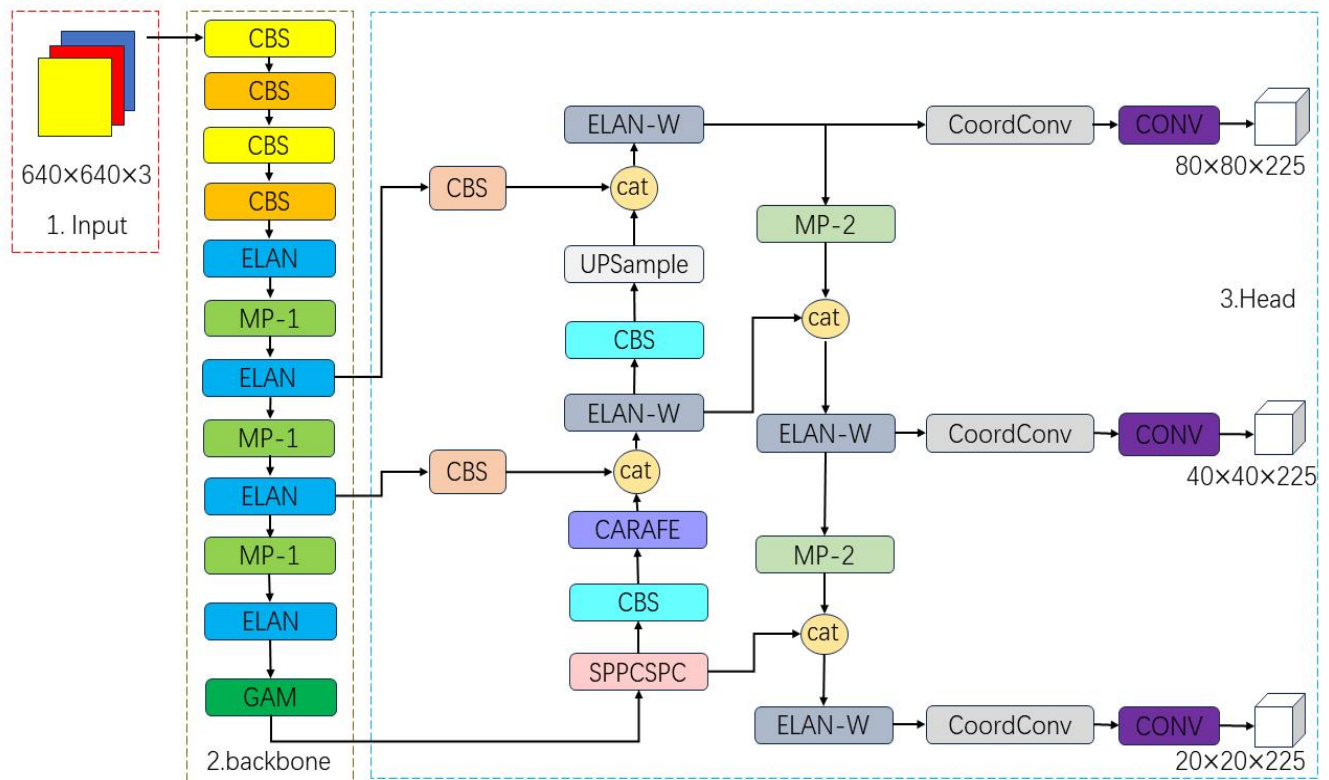 640×640×3
1. Input
CBS
CBS
CBS
CBS
ELAN
MP-1
ELAN
MP-1
ELAN
MP-1
ELAN
GAM
2.backbone
CBS
CBS
ELAN-W
cat
UPSample
CBS
ELAN-W
cat
CARAFE
CBS
SPPCSPC
MP-2
cat
ELAN-W
MP-2
cat
ELAN-W
CoordConv
CONV
80×80×225
3.Head
CoordConv
CONV
40×40×225
CoordConv
CONV
20×20×225